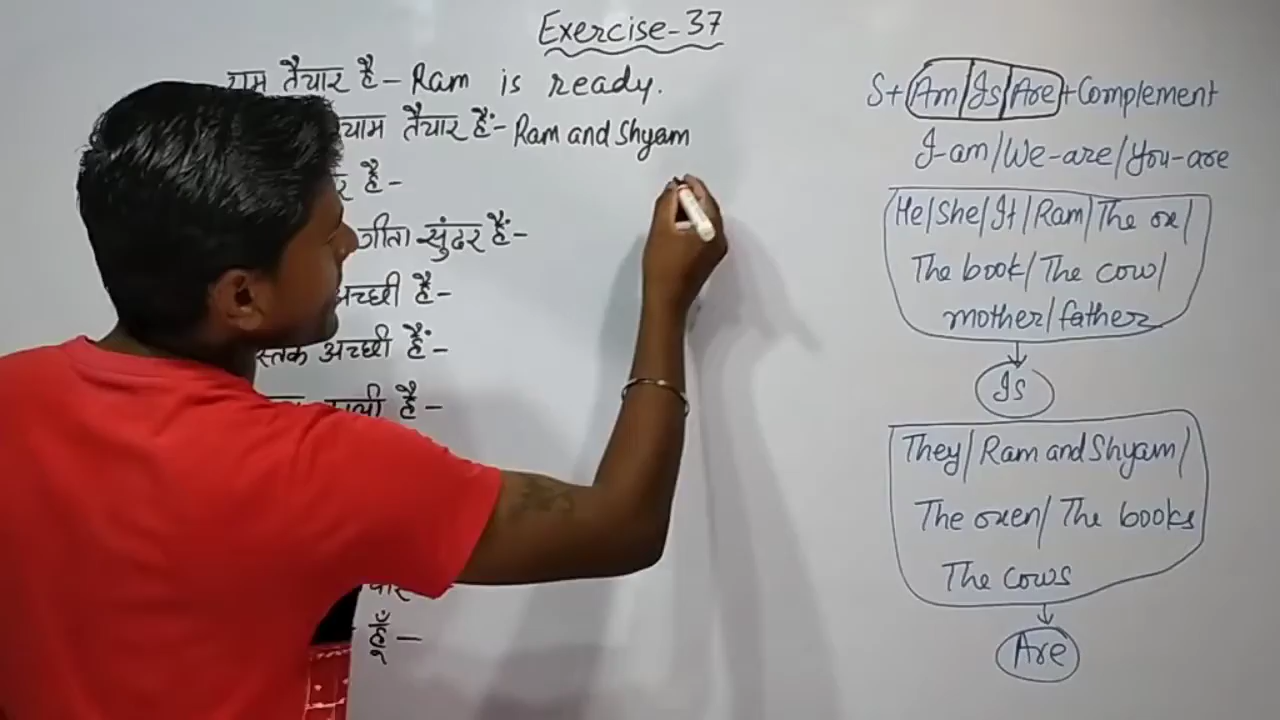 Exercise-37
राम तैयार है - Ram is ready.
श्याम तैयार हैं - Ram and Shyam
है -
गीता सुंदर हैं -
अच्छी है -
अच्छी हैं -
है -
S+Am/Is/Are+Complement
I-am/We-are/You-are
He/She/It/Ram/The ox/
The book/The cow/
mother/father
Is
They/Ram and Shyam/
The oxen/The books
The cows
Are